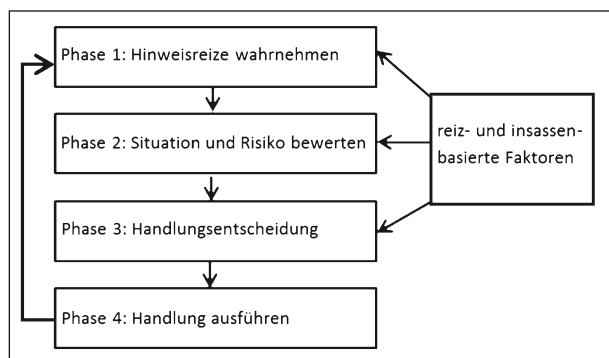 Phase 1: Hinweisreize wahrnehmen
Phase 2: Situation und Risiko bewerten
reiz- und insassen-
basierte Faktoren
Phase 3: Handlungsentscheidung
Phase 4: Handlung ausführen